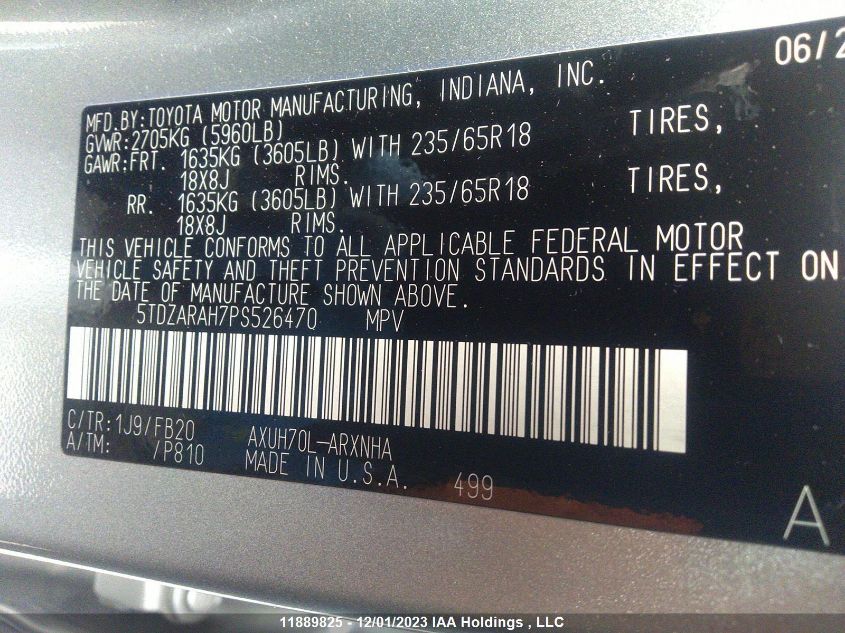 06/2
MFD.BY:TOYOTA MOTOR MANUFACTURING, INDIANA, INC.
GVWR:2705KG (5960LB)
GAWR:FRT. 1635KG (3605LB) WITH 235/65R18 TIRES,
18X8J RIMS.
RR. 1635KG (3605LB) WITH 235/65R18 TIRES,
18X8J RIMS.
THIS VEHICLE CONFORMS TO ALL APPLICABLE FEDERAL MOTOR
VEHICLE SAFETY AND THEFT PREVENTION STANDARDS IN EFFECT ON
THE DATE OF MANUFACTURE SHOWN ABOVE.
5TDZARAH7PS526470 MPV
C/TR:1J9/FB20 AXUH70L-ARXNHA
A/TM: /P810 MADE IN U.S.A. 499
A
11889825 - 12/01/2023 IAA Holdings , LLC